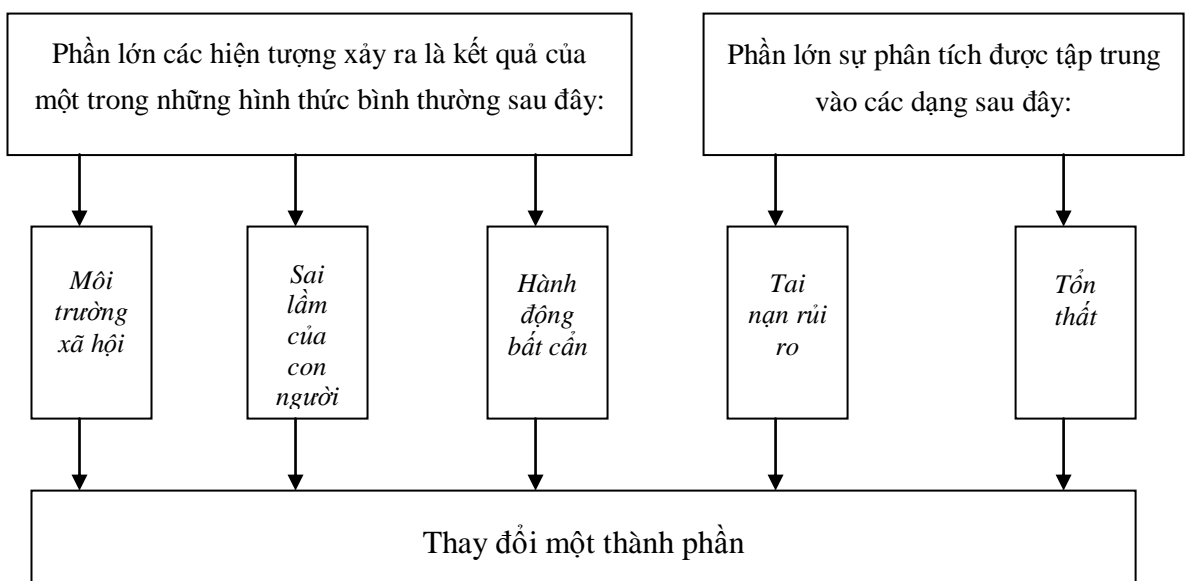 Phần lớn các hiện tượng xảy ra là kết quả của
một trong những hình thức bình thường sau đây:
Phần lớn sự phân tích được tập trung
vào các dạng sau đây:
Môi
trường
xã hội
Sai
lầm
của
con
người
Hành
động
bất cẩn
Tai
nạn rủi
ro
Tổn
thất
Thay đổi một thành phần